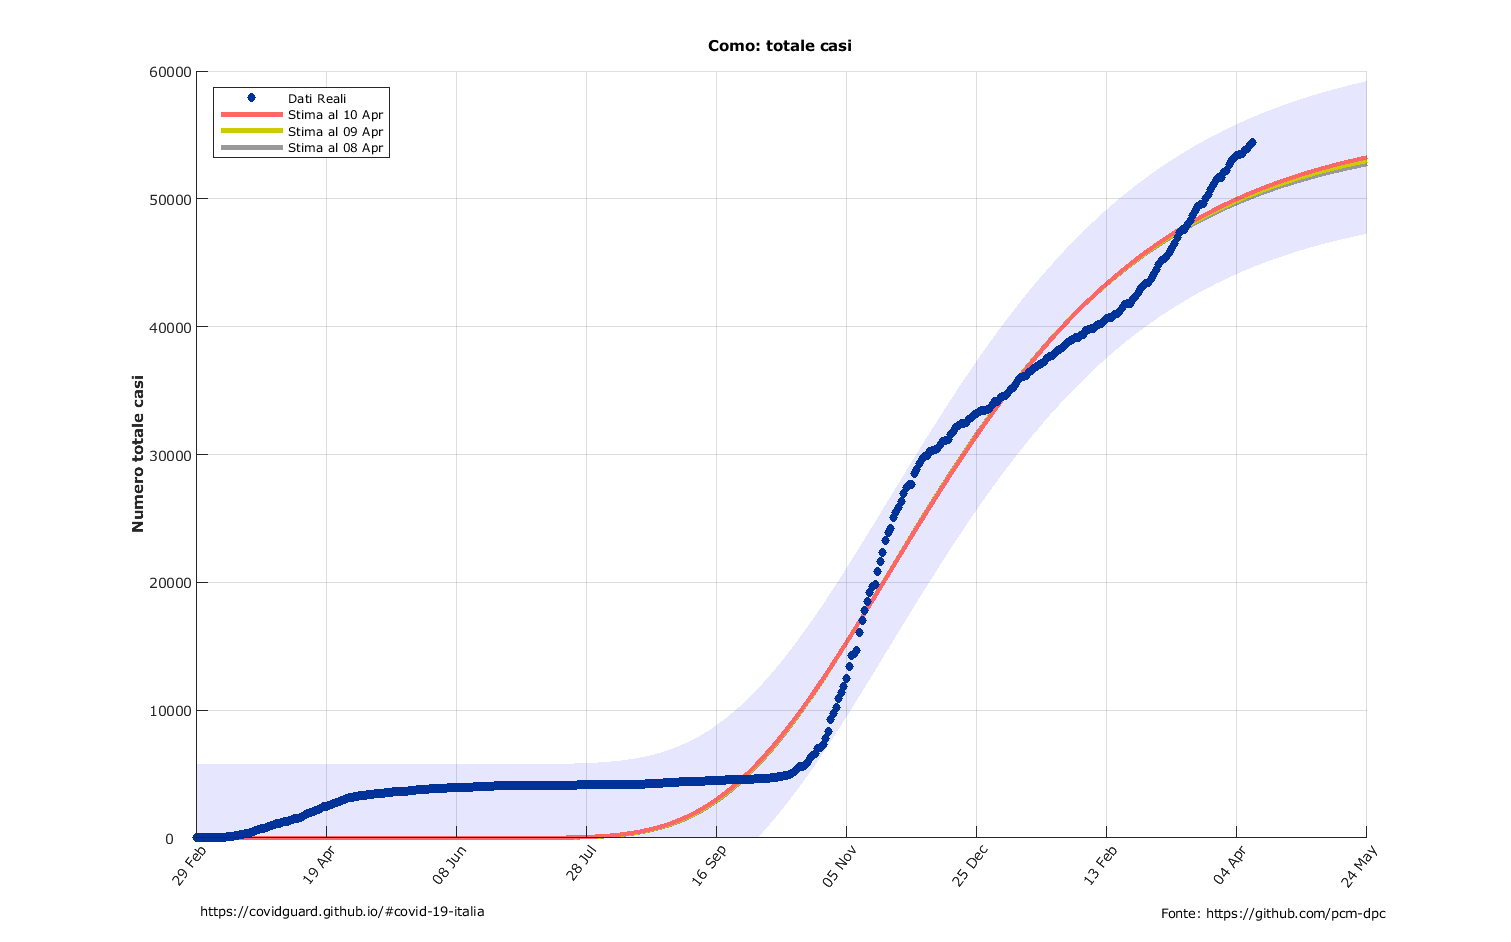 Como: totale casi
60000
50000
40000
30000
20000
10000
0
Numero totale casi
Dati Reali
Stima al 10 Apr
Stima al 09 Apr
Stima al 08 Apr
29 Feb
19 Apr
08 Jun
28 Jul
16 Sep
05 Nov
25 Dec
13 Feb
04 Apr
24 May
https://covidguard.github.io/#covid-19-italia
Fonte: https://github.com/pcm-dpc